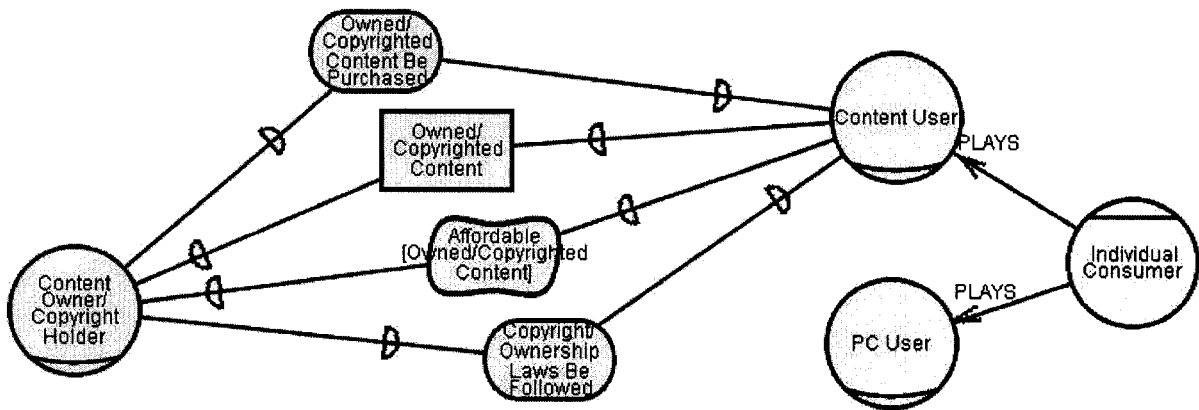 Owned/
Copyrighted
Content Be
Purchased
Owned/
Copyrighted
Content
Affordable
[Owned/Copyrighted
Content]
Copyright/
Ownership
Laws Be
Followed
Content
Owner/
Copyright
Holder
Content User
PLAYS
Individual
Consumer
PLAYS
PC User